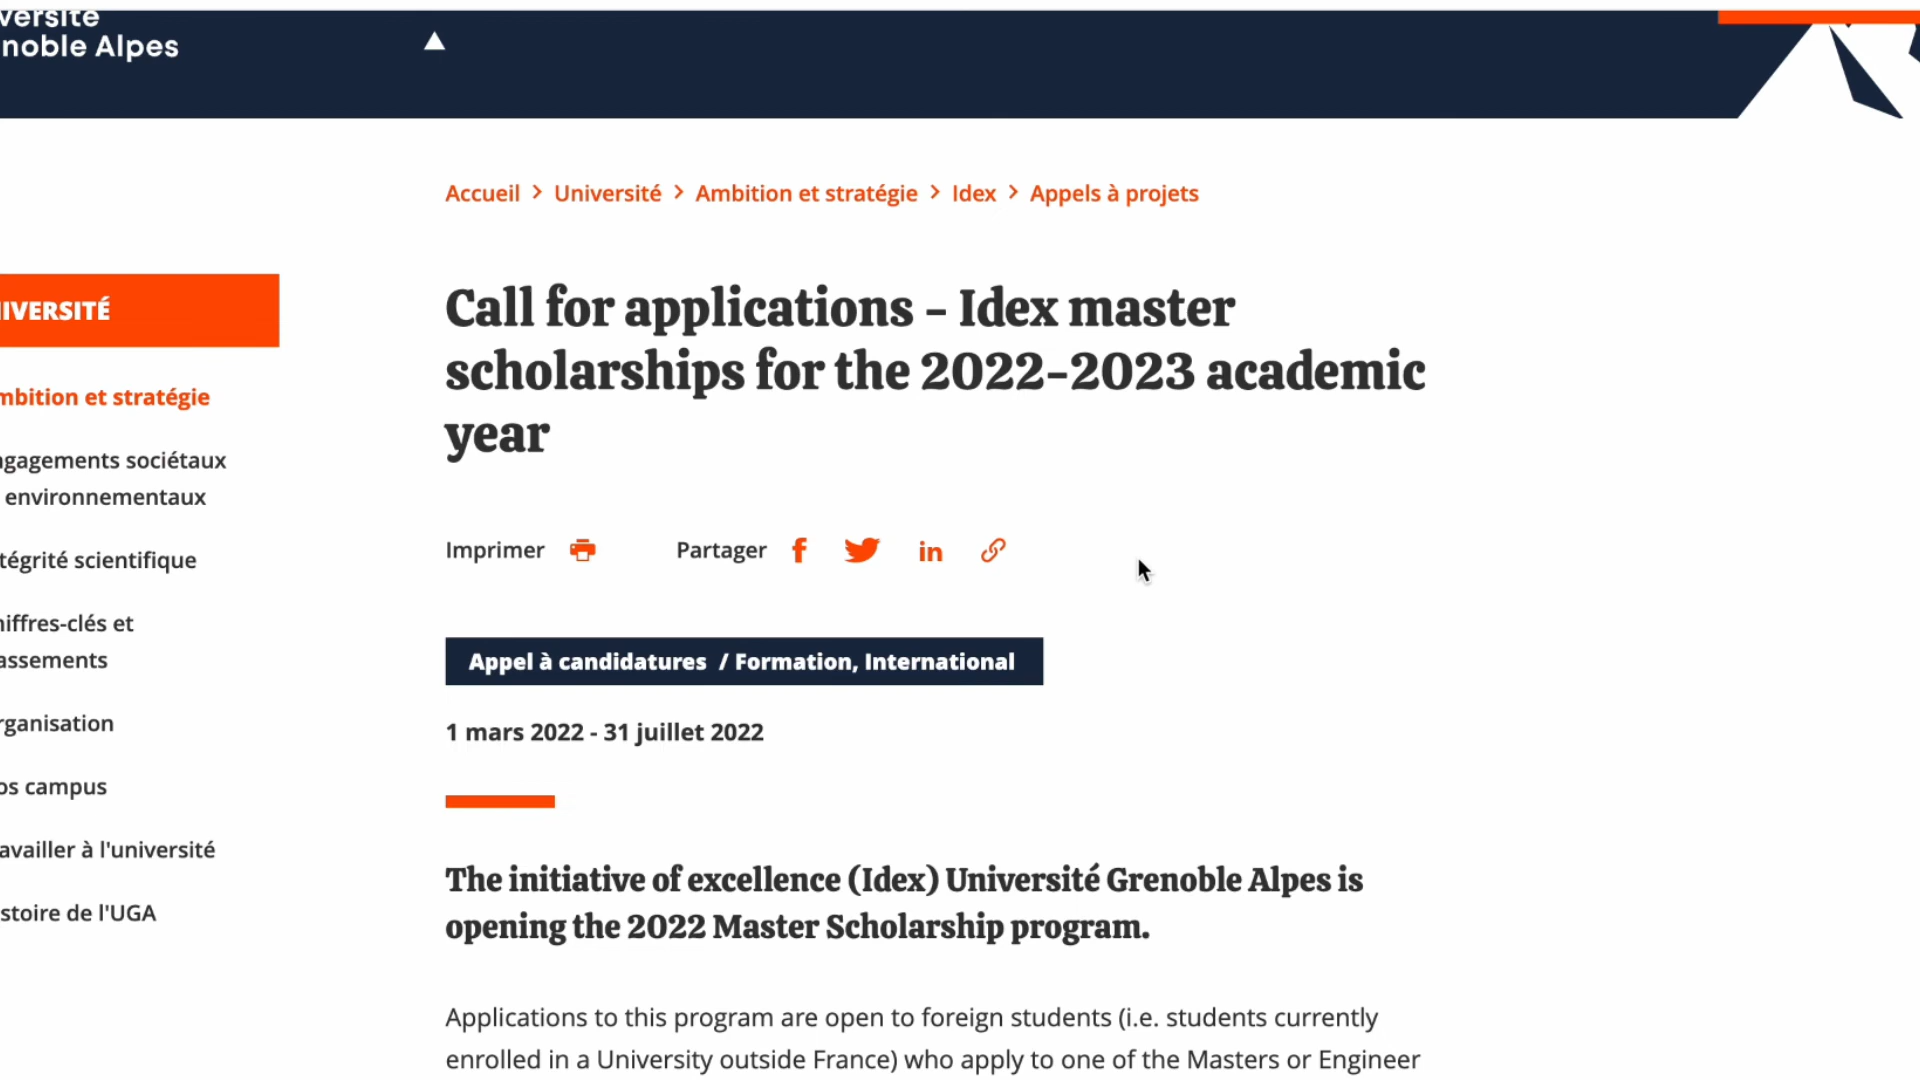 noble Alpes
Accueil > Université > Ambition et stratégie > Idex > Appels à projets
Call for applications - Idex master
scholarships for the 2022-2023 academic
year
Imprimer Partager
Appel à candidatures / Formation, International
1 mars 2022 - 31 juillet 2022
The initiative of excellence (Idex) Université Grenoble Alpes is
opening the 2022 Master Scholarship program.
Applications to this program are open to foreign students (i.e. students currently
enrolled in a University outside France) who apply to one of the Masters or Engineer
IVERSITÉ
mbition et stratégie
ngagements sociétaux
environnementaux
tégrité scientifique
iffres-clés et
assements
rganisation
os campus
availler à l'université
stoire de l'UGA